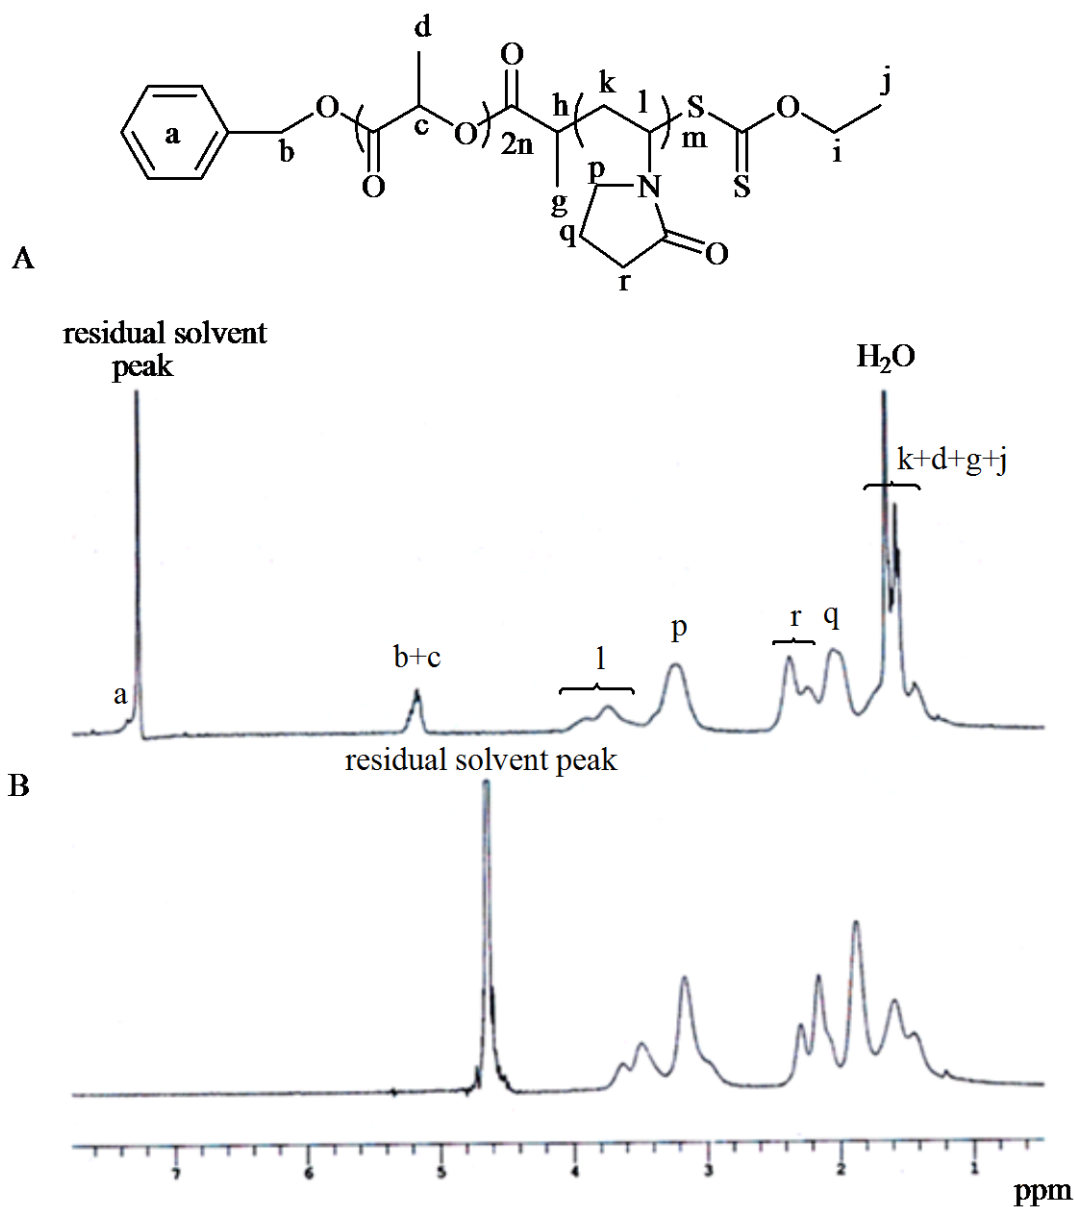 d
O
k
j
h
l
S
O
O
a
c
O
2n
m
b
i
p
O
N
S
g
q
A
O
r
residual solvent
peak
H₂O
k+d+g+j
r
q
p
b+c
l
a
residual solvent peak
B
7 6 5 4 3 2 1
ppm